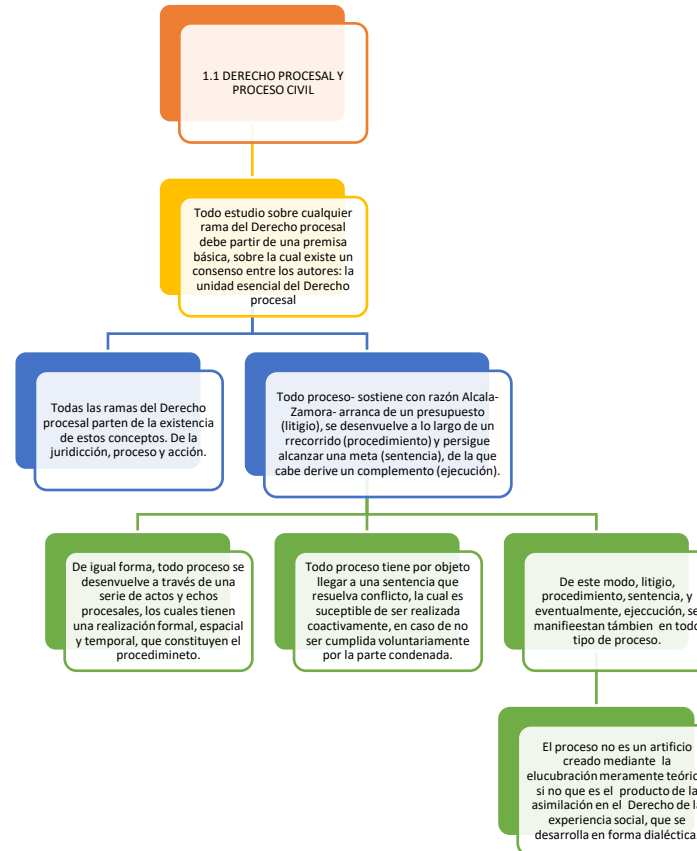 1.1 DERECHO PROCESAL Y
PROCESO CIVIL
Todo estudio sobre cualquier
rama del Derecho procesal
debe partir de una premisa
básica, sobre la cual existe un
consenso entre los autores: la
unidad esencial del Derecho
procesal
Todas las ramas del Derecho
procesal parten de la existencia
de estos conceptos. De la
juridicción, proceso y acción.
Todo proceso- sostiene con razón Alcala-
Zamora- arranca de un presupuesto
(litigio), se desenvuelve a lo largo de un
rrecorrido (procedimiento) y persigue
alcanzar una meta (sentencia), de la que
cabe derive un complemento (ejecución).
De igual forma, todo proceso se
desenvuelve a través de una
serie de actos y echos
procesales, los cuales tienen
una realización formal, espacial
y temporal, que constituyen el
procedimineto.
Todo proceso tiene por objeto
llegar a una sentencia que
resuelva conflicto, la cual es
suceptible de ser realizada
coactivamente, en caso de no
ser cumplida voluntariamente
por la parte condenada.
De este modo, litigio,
procedimiento, sentencia, y
eventualmente, ejeccución, se
manifieestan támbien en todo
tipo de proceso.
El proceso no es un artificio
creado mediante la
elucubración meramente teóric
si no que es el producto de la
asimilación en el Derecho de la
experiencia social, que se
desarrolla en forma dialéctica